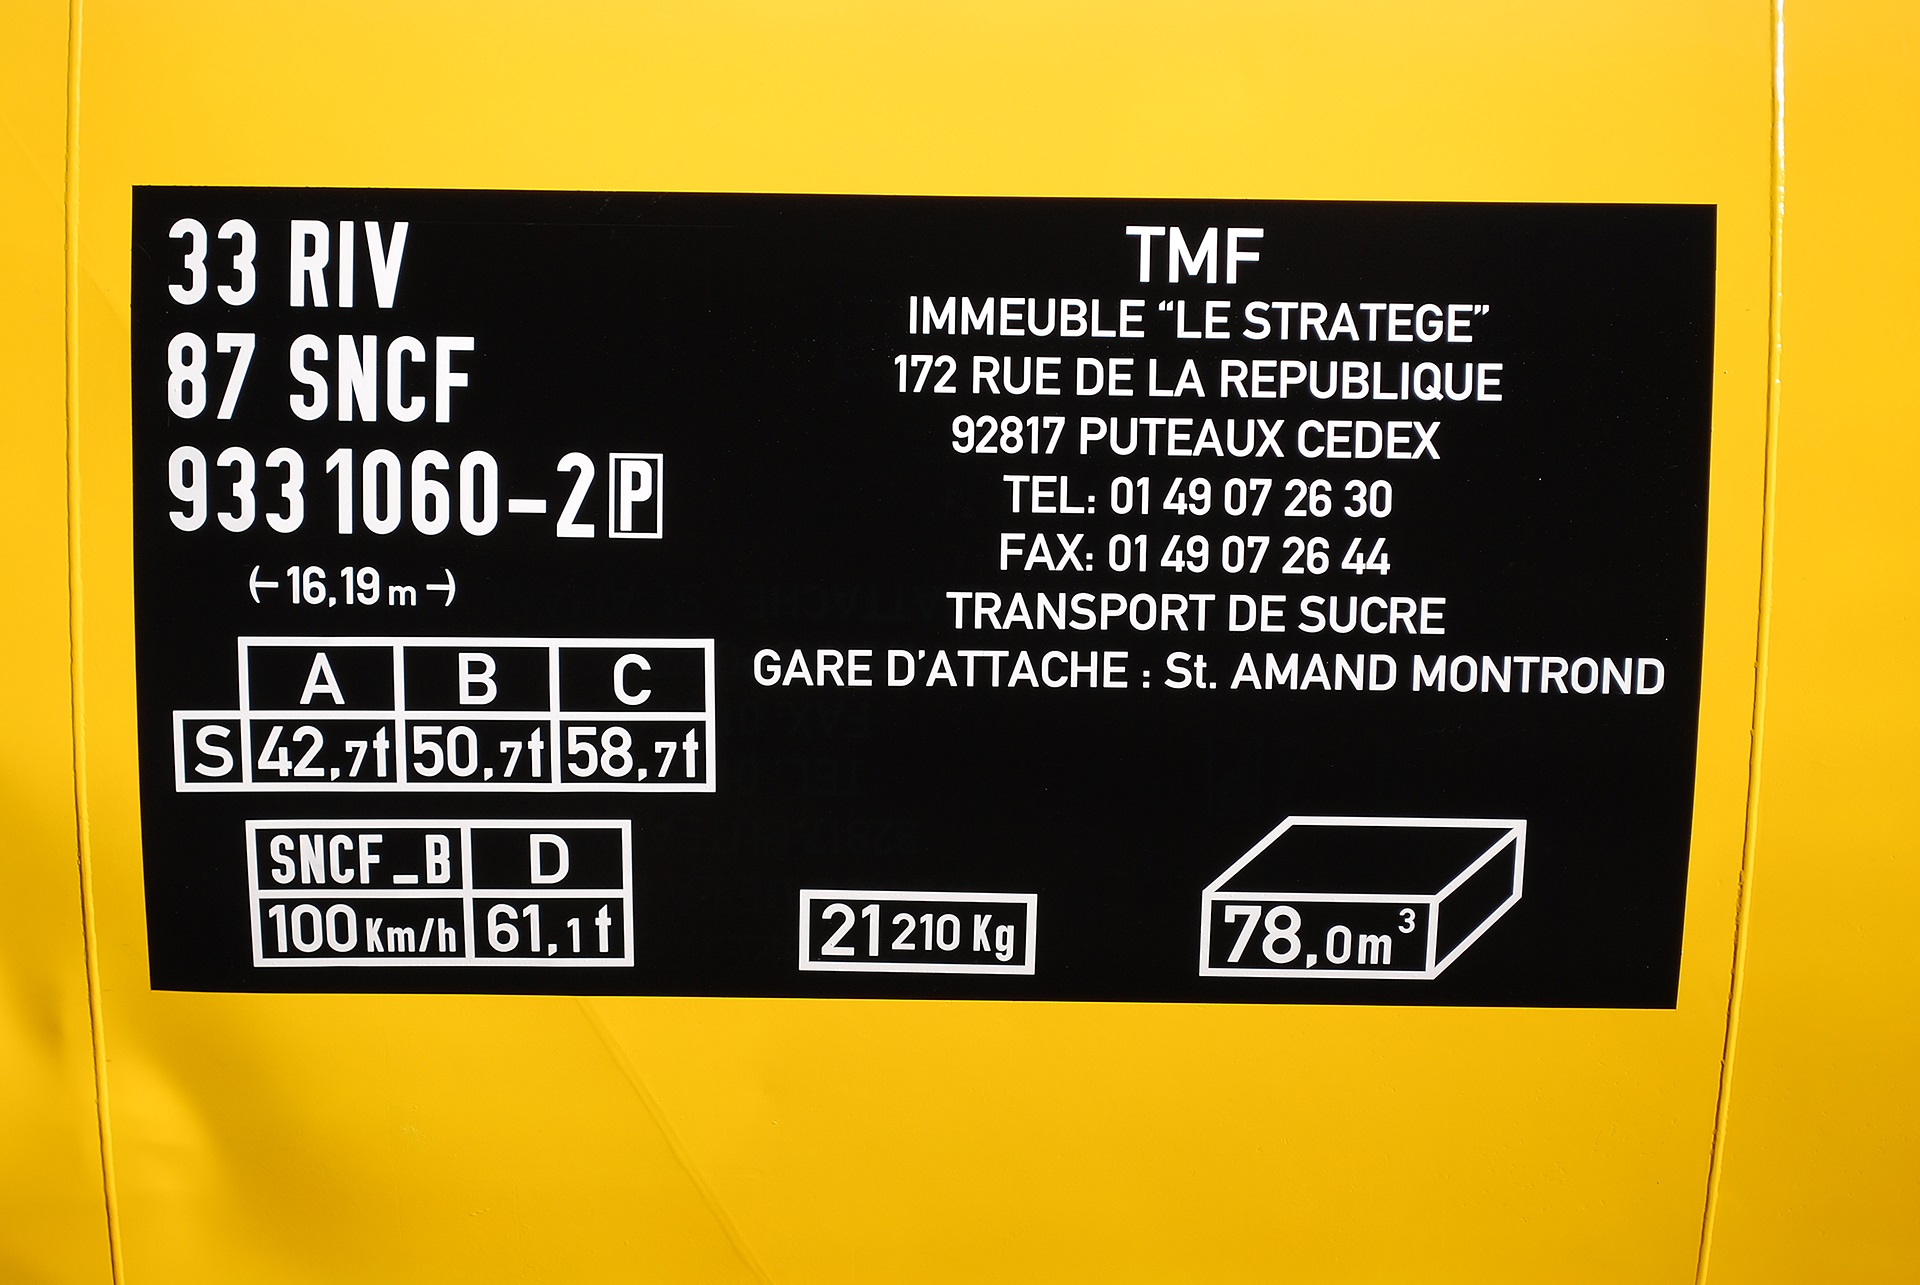 33 RIV
87 SNCF
933 1060-2 P
16,19 m
A B C
S 42,7t 50,7t 58,7t
SNCF_B D
100 Km/h 61,1t
TMF
IMMEUBLE “LE STRATEGE”
172 RUE DE LA REPUBLIQUE
92817 PUTEAUX CEDEX
TEL: 01 49 07 26 30
FAX: 01 49 07 26 44
TRANSPORT DE SUCRE
GARE D’ATTACHE : St. AMAND MONTROND
21 210 Kg
78,0m³